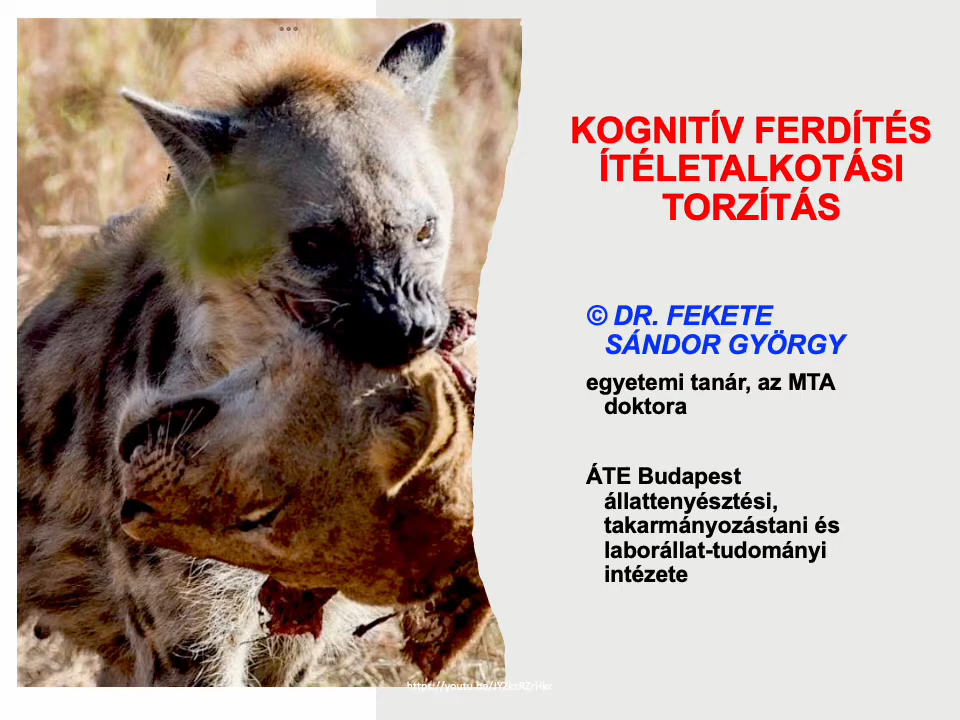 KOGNITÍV FERDÍTÉS
ÍTÉLETALKOTÁSI
TORZÍTÁS
© DR. FEKETE
SÁNDOR GYÖRGY
egyetemi tanár, az MTA
doktora
ÁTE Budapest
állattenyésztési,
takarmányozástani és
laborállat-tudományi
intézete